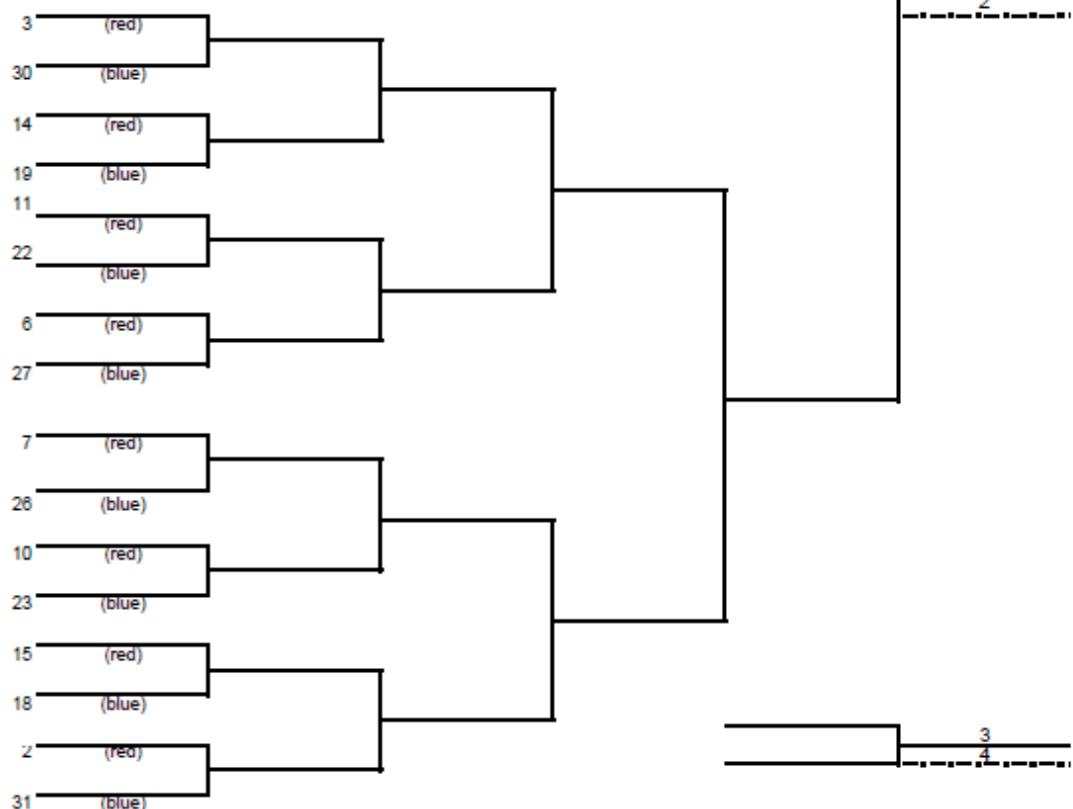 2
3 (red)
30 (blue)
14 (red)
19 (blue)
11 (red)
22 (blue)
6 (red)
27 (blue)
7 (red)
26 (blue)
10 (red)
23 (blue)
15 (red)
18 (blue)
3
4
2 (red)
31 (blue)